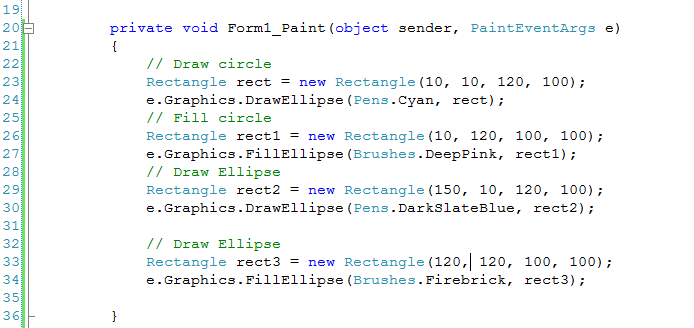 19
20 private void Form1_Paint(object sender, PaintEventArgs e)
21 {
22 // Draw circle
23 Rectangle rect = new Rectangle(10, 10, 120, 100);
24 e.Graphics.DrawEllipse(Pens.Cyan, rect);
25 // Fill circle
26 Rectangle rect1 = new Rectangle(10, 120, 100, 100);
27 e.Graphics.FillEllipse(Brushes.DeepPink, rect1);
28 // Draw Ellipse
29 Rectangle rect2 = new Rectangle(150, 10, 120, 100);
30 e.Graphics.DrawEllipse(Pens.DarkSlateBlue, rect2);
31
32 // Draw Ellipse
33 Rectangle rect3 = new Rectangle(120, 120, 100, 100);
34 e.Graphics.FillEllipse(Brushes.Firebrick, rect3);
35
36 }